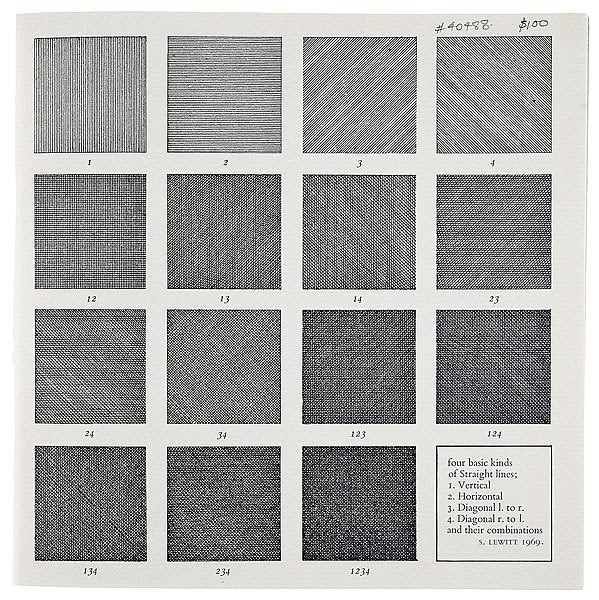 #40488. $100
1 2 3 4
12 13 14 23
24 34 123 124
134 234 1234
four basic kinds
of Straight lines;
1. Vertical
2. Horizontal
3. Diagonal l. to r.
4. Diagonal r. to l.
and their combinations
S. LEWITT 1969.